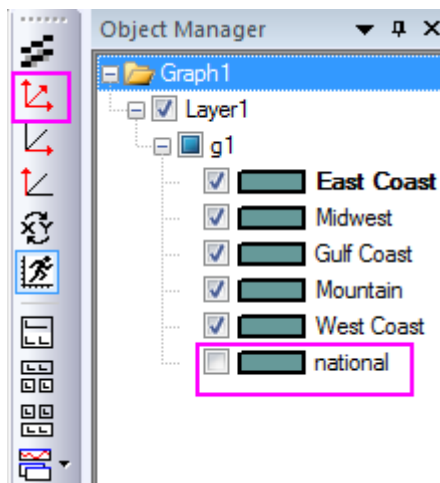 Object Manager
Graph1
Layer1
g1
East Coast
Midwest
Gulf Coast
Mountain
West Coast
national